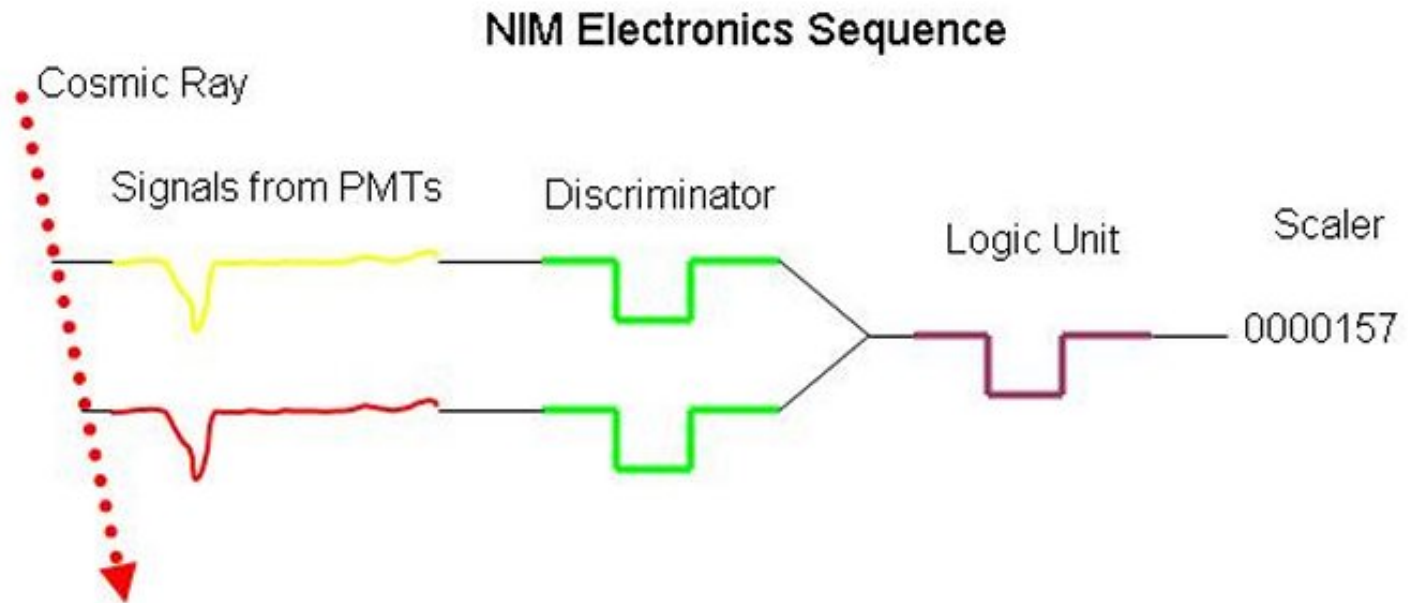 NIM Electronics Sequence
Cosmic Ray
Signals from PMTs
Discriminator
Logic Unit
Scaler
0000157